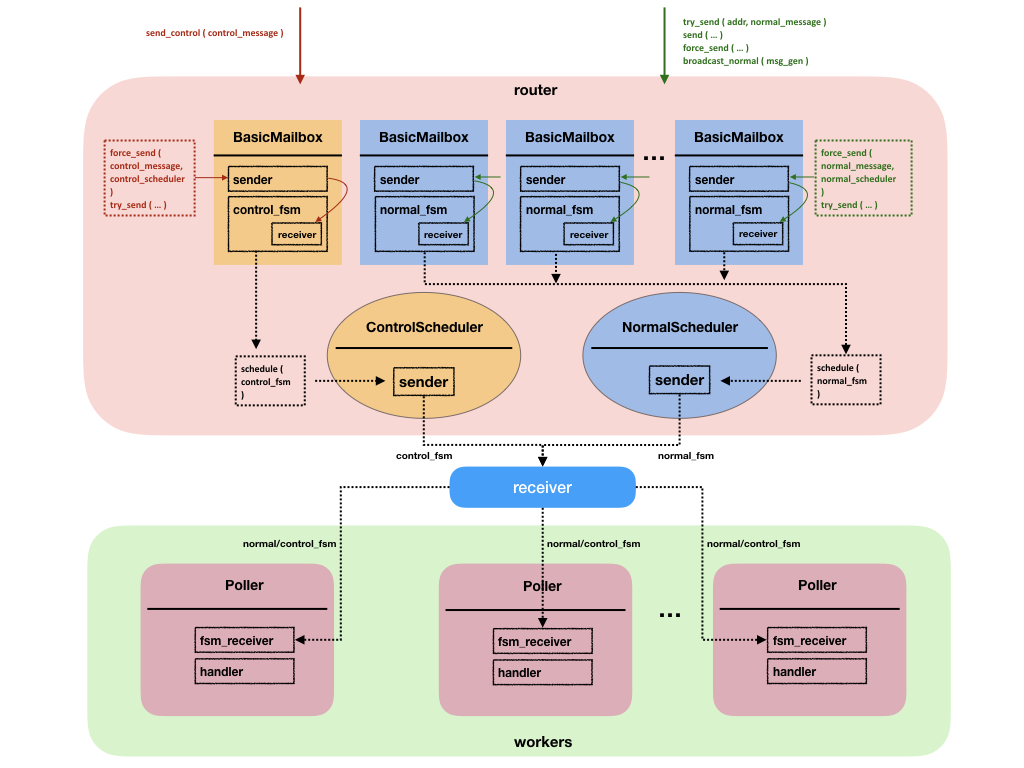 send_control ( control_message )
try_send ( addr, normal_message )
send ( ... )
force_send ( ... )
broadcast_normal ( msg_gen )
router
force_send (
control_message,
control_scheduler
)
try_send ( ... )
BasicMailbox
sender
control_fsm
receiver
BasicMailbox
sender
normal_fsm
receiver
BasicMailbox
sender
normal_fsm
receiver
...
BasicMailbox
sender
normal_fsm
receiver
force_send (
normal_message,
normal_scheduler
)
try_send ( ... )
schedule (
control_fsm
)
ControlScheduler
sender
NormalScheduler
sender
schedule (
normal_fsm
)
control_fsm
normal_fsm
receiver
normal/control_fsm
normal/control_fsm
normal/control_fsm
Poller
fsm_receiver
handler
Poller
fsm_receiver
handler
...
Poller
fsm_receiver
handler
workers